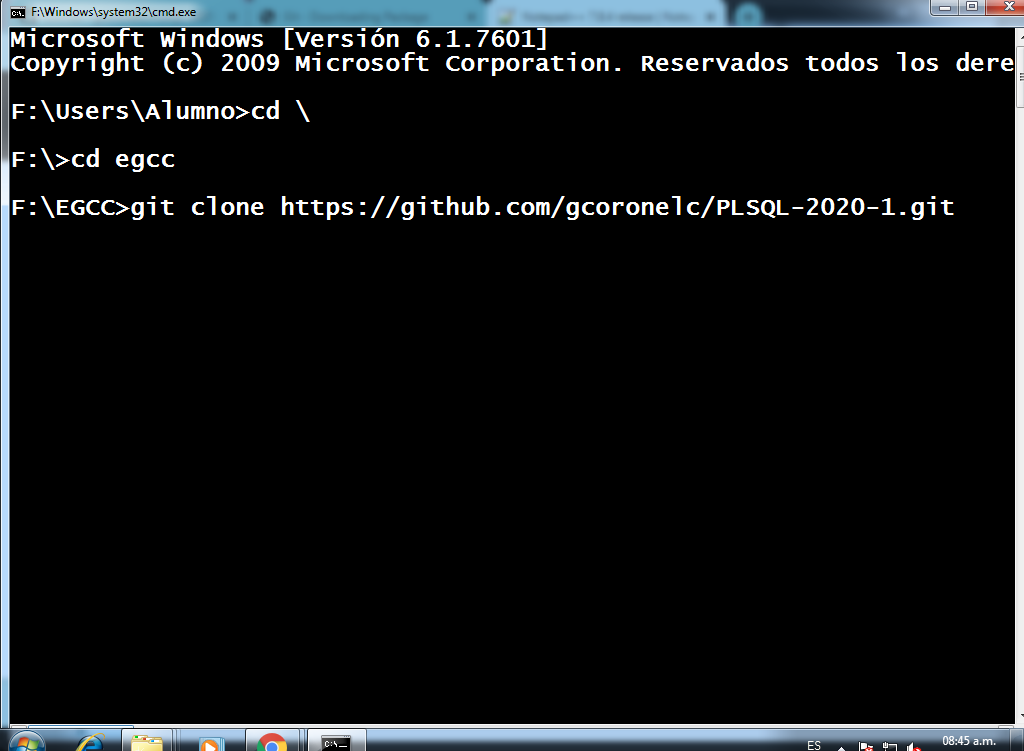 F:\Windows\system32\cmd.exe
Microsoft Windows [Versión 6.1.7601]
Copyright (c) 2009 Microsoft Corporation. Reservados todos los dere
F:\Users\Alumno>cd \
F:\>cd egcc
F:\EGCC>git clone https://github.com/gcoronelc/PLSQL-2020-1.git
C:\_
ES
08:45 a.m.